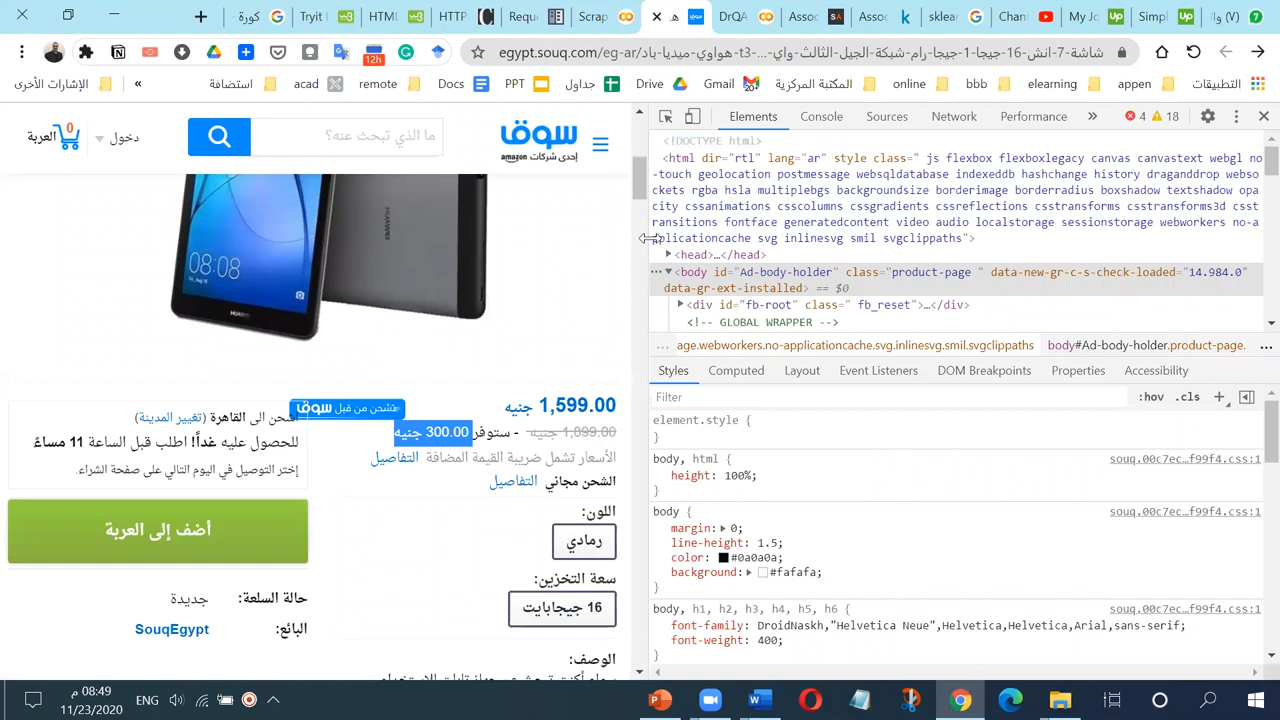 كورة
Tryit
HTML
Reque
Scrap
هـ
DrQA
Assoc
Assoc
sklea
Chan
My Jo
Simpl
egypt.souq.com/eg-ar/هواوي-ميديا-باد-t3-...-شاشة-7-انش-16-جيجا-1-جيجا-رام-شبكة-الجيل-الثالث-واي
12h
التطبيقات
appen
elearning
bbb
online
المكتبة المركزية
Gmail
Drive
جداول
PPT
Docs
remote
acad
استضافة
»
الإشارات الأخرى
سوق
إحدى شركات amazon
ما الذي تبحث عنه؟
دخول
العربة
0
08:08
HUAWEI
HUAWEI
1,599.00 جنيه
شحن من قبل سوق
1,899.00 جنيه - ستوفر 300.00 جنيه
الأسعار تشمل ضريبة القيمة المضافة التفاصيل
الشحن مجاني التفاصيل
اللون:
رمادي
سعة التخزين:
16 جيجابايت
الوصف:
اشحن الى القاهرة (تغيير المدينة)
للحصول عليه غداً! اطلب قبل الساعة 11 مساءً
إختر التوصيل في اليوم التالي على صفحة الشراء.
أضف إلى العربة
حالة السلعة: جديدة
البائع: SouqEgypt
Elements Console Sources Network Performance » 4 18
<!DOCTYPE html>
<html dir="rtl" lang="ar" style class=" js flexbox flexboxlegacy canvas canvastext webgl no
-touch geolocation postmessage websqldatabase indexeddb hashchange history draganddrop webso
ckets rgba hsla multiplebgs backgroundsize borderimage borderradius boxshadow textshadow opa
city cssanimations csscolumns cssgradients cssreflections csstransforms csstransforms3d csst
ransitions fontface generatedcontent video audio localstorage sessionstorage webworkers no-a
pplicationcache svg inlinesvg smil svgclippaths">
<head>…</head>
<body id="Ad-body-holder" class="product-page " data-new-gr-c-s-check-loaded="14.984.0"
data-gr-ext-installed> == $0
<div id="fb-root" class=" fb_reset">…</div>
<!-- GLOBAL WRAPPER -->
... age.webworkers.no-applicationcache.svg.inlinesvg.smil.svgclippaths body#Ad-body-holder.product-page. ...
Styles Computed Layout Event Listeners DOM Breakpoints Properties Accessibility
Filter :hov .cls +
element.style {
}
body, html { souq.00c7ec…f99f4.css:1
height: 100%;
}
body { souq.00c7ec…f99f4.css:1
margin: 0;
line-height: 1.5;
color: #0a0a0a;
background: #fafafa;
}
body, h1, h2, h3, h4, h5, h6 { souq.00c7ec…f99f4.css:1
font-family: DroidNaskh,"Helvetica Neue",Helvetica,Helvetica,Arial,sans-serif;
font-weight: 400;
}
08:49 م
11/23/2020
ENG